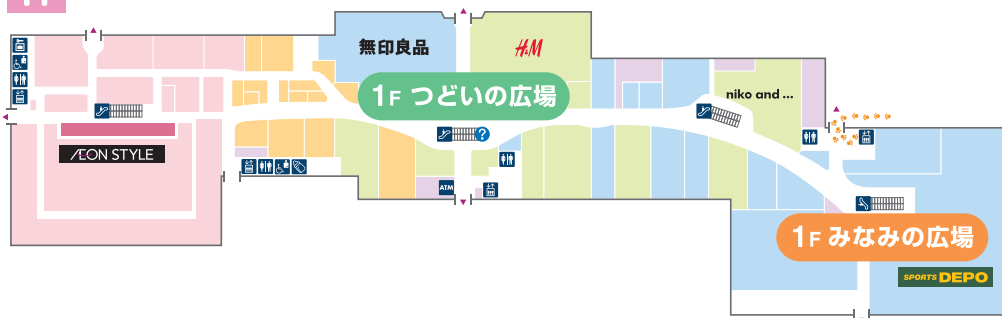 無印良品
H&M
1F つどいの広場
niko and ...
?
AEON STYLE
ATM
1F みなみの広場
SPORTS DEPO